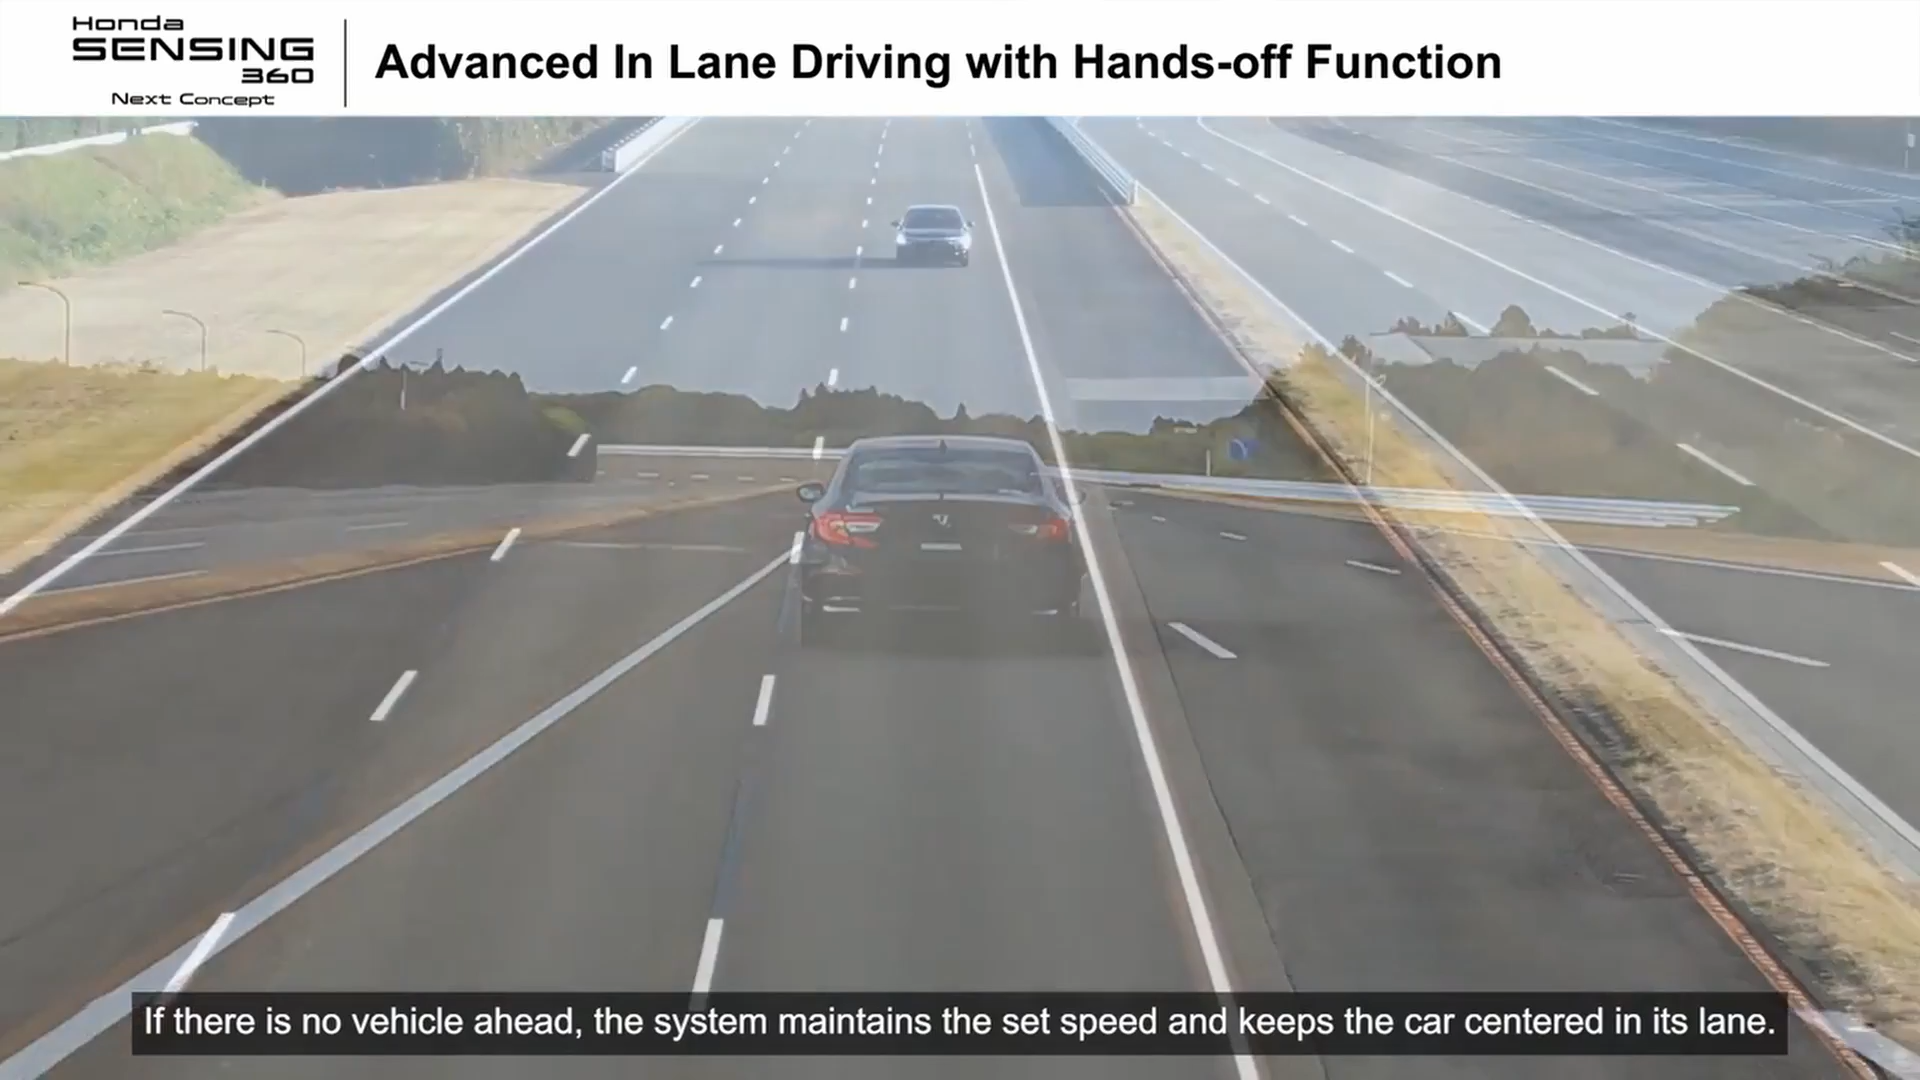 Honda
SENSING
360
Next Concept
Advanced In Lane Driving with Hands-off Function
If there is no vehicle ahead, the system maintains the set speed and keeps the car centered in its lane.